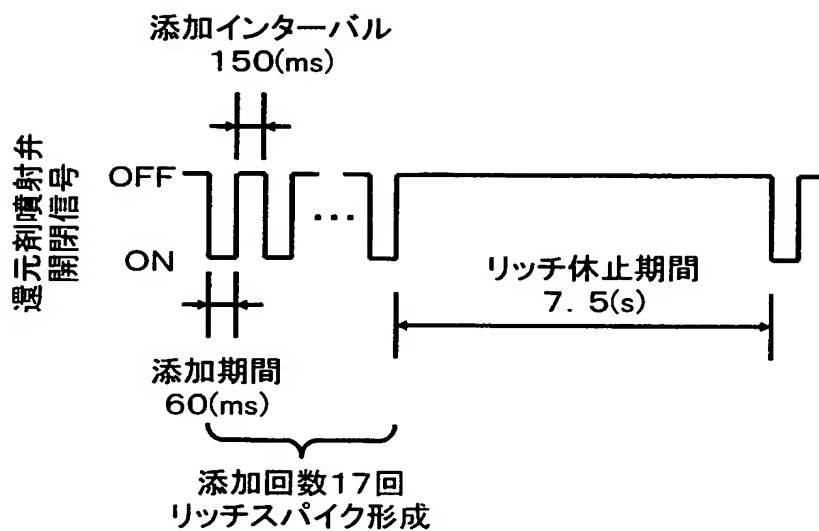 添加インターバル
150(ms)
還元剤噴射弁
開閉信号
OFF
ON
...
リッチ休止期間
7. 5(s)
添加期間
60(ms)
添加回数17回
リッチスパイク形成